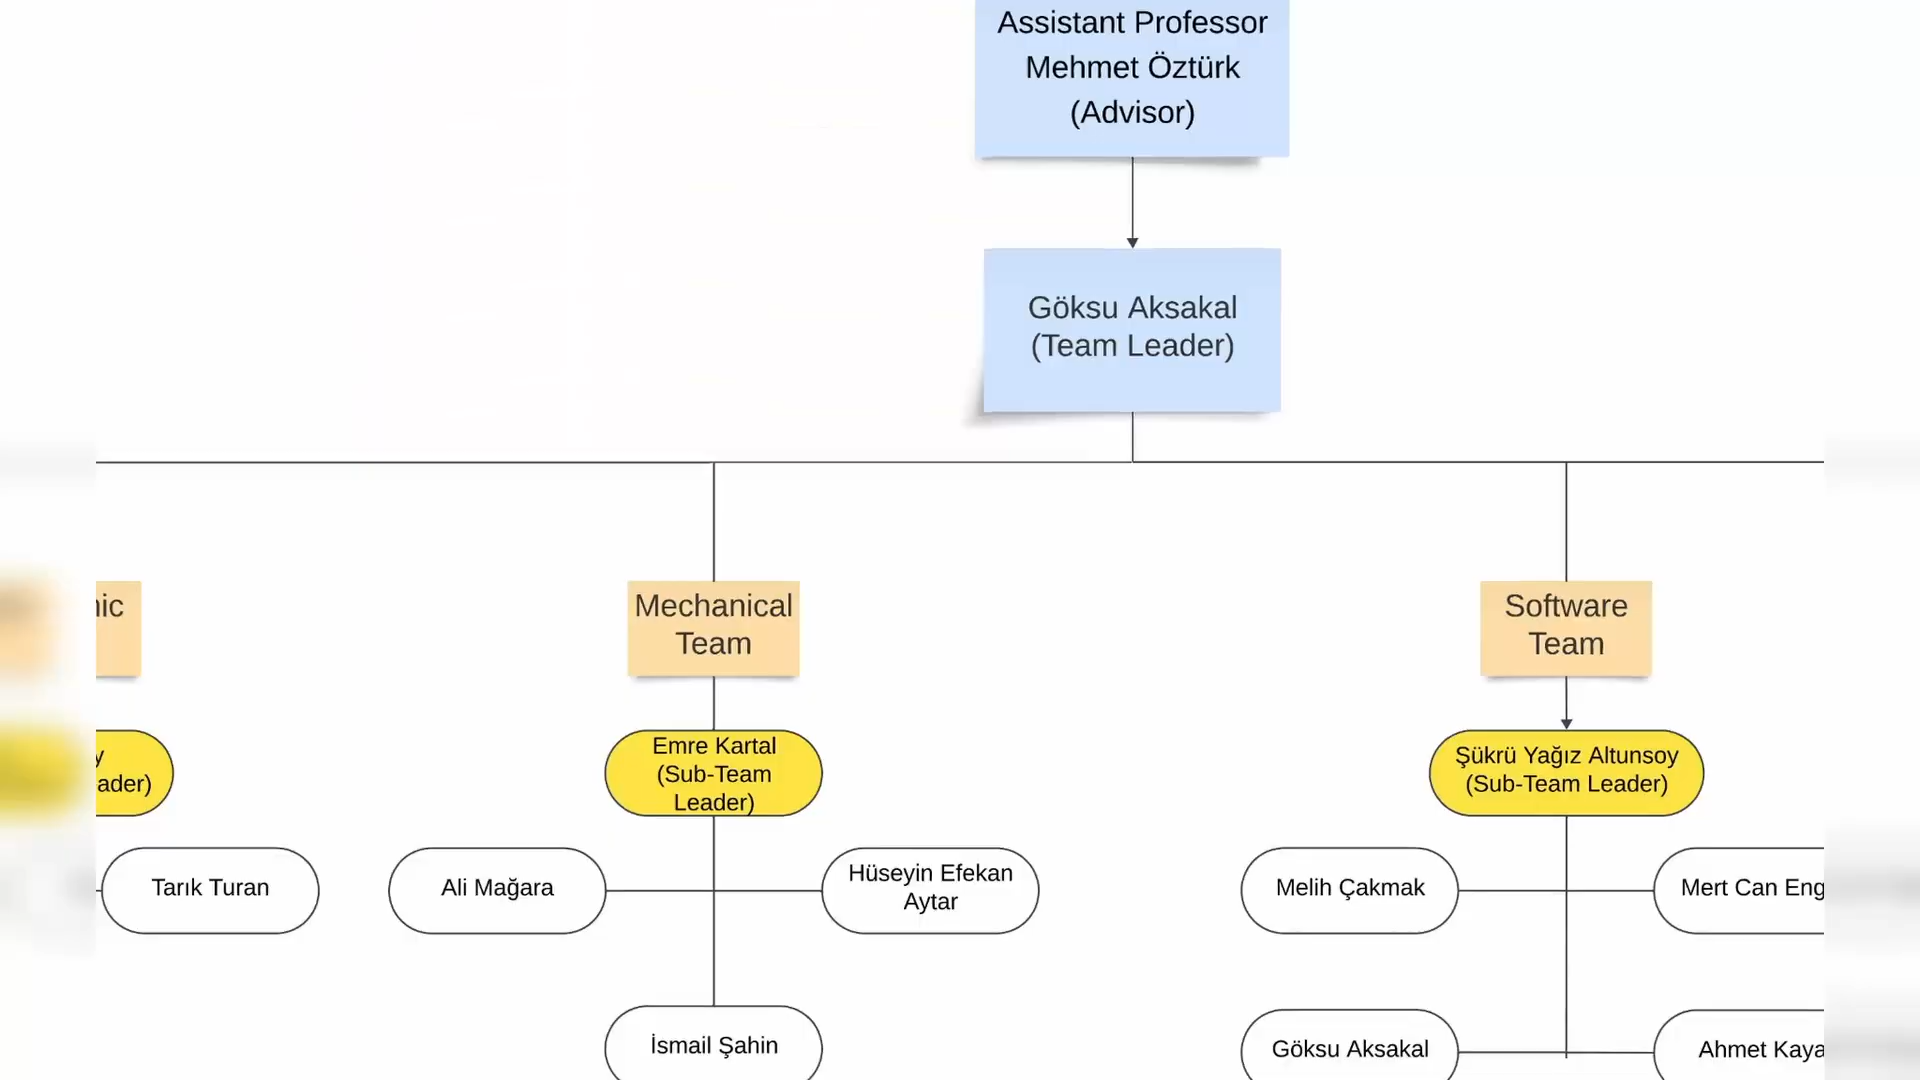 Assistant Professor
Mehmet Öztürk
(Advisor)
Göksu Aksakal
(Team Leader)
Mechanical
Team
Software
Team
Emre Kartal
(Sub-Team
Leader)
Şükrü Yağız Altunsoy
(Sub-Team Leader)
Tarık Turan
Ali Mağara
Hüseyin Efekan
Aytar
Melih Çakmak
Mert Can
İsmail Şahin
Göksu Aksakal
Ahmet Kaya